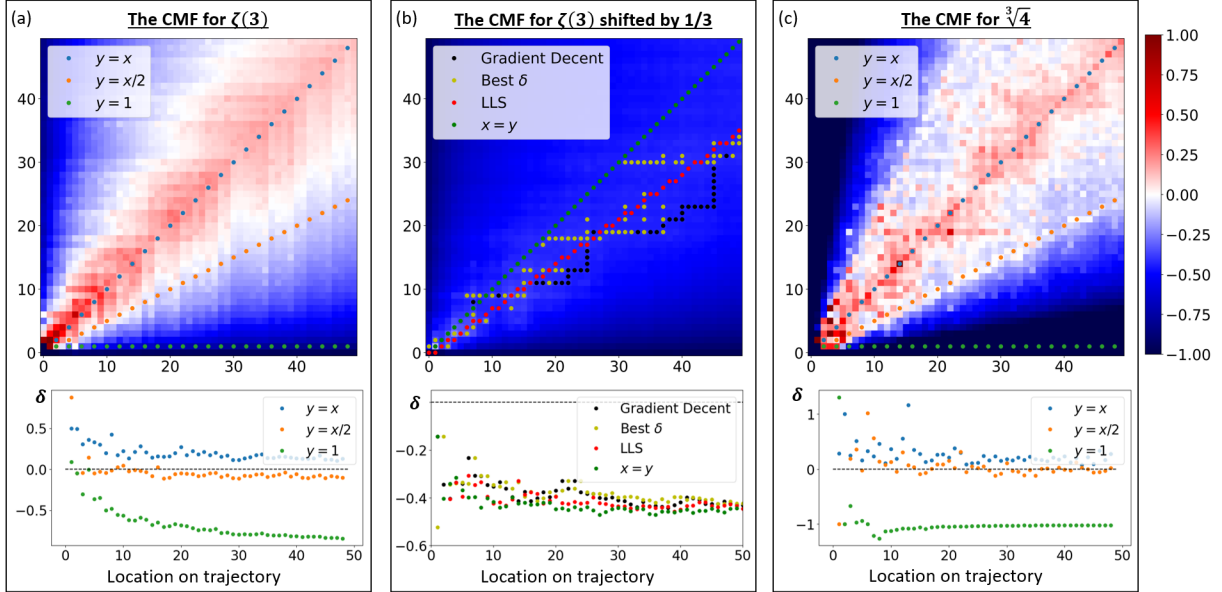 (a)
The CMF for ζ(3)
y = x
y = x/2
y = 1
40
30
20
10
0
0 10 20 30 40
δ
0.5
0.0
−0.5
y = x
y = x/2
y = 1
0 10 20 30 40 50
Location on trajectory
(b)
The CMF for ζ(3) shifted by 1/3
Gradient Decent
Best δ
LLS
x = y
40
30
20
10
0
0 10 20 30 40
δ
−0.2
−0.4
−0.6
Gradient Decent
Best δ
LLS
x = y
0 10 20 30 40 50
Location on trajectory
(c)
The CMF for ∛4
y = x
y = x/2
y = 1
40
30
20
10
0
0 10 20 30 40
δ
1
0
−1
y = x
y = x/2
y = 1
0 10 20 30 40 50
Location on trajectory
1.00
0.75
0.50
0.25
0.00
−0.25
−0.50
−0.75
−1.00